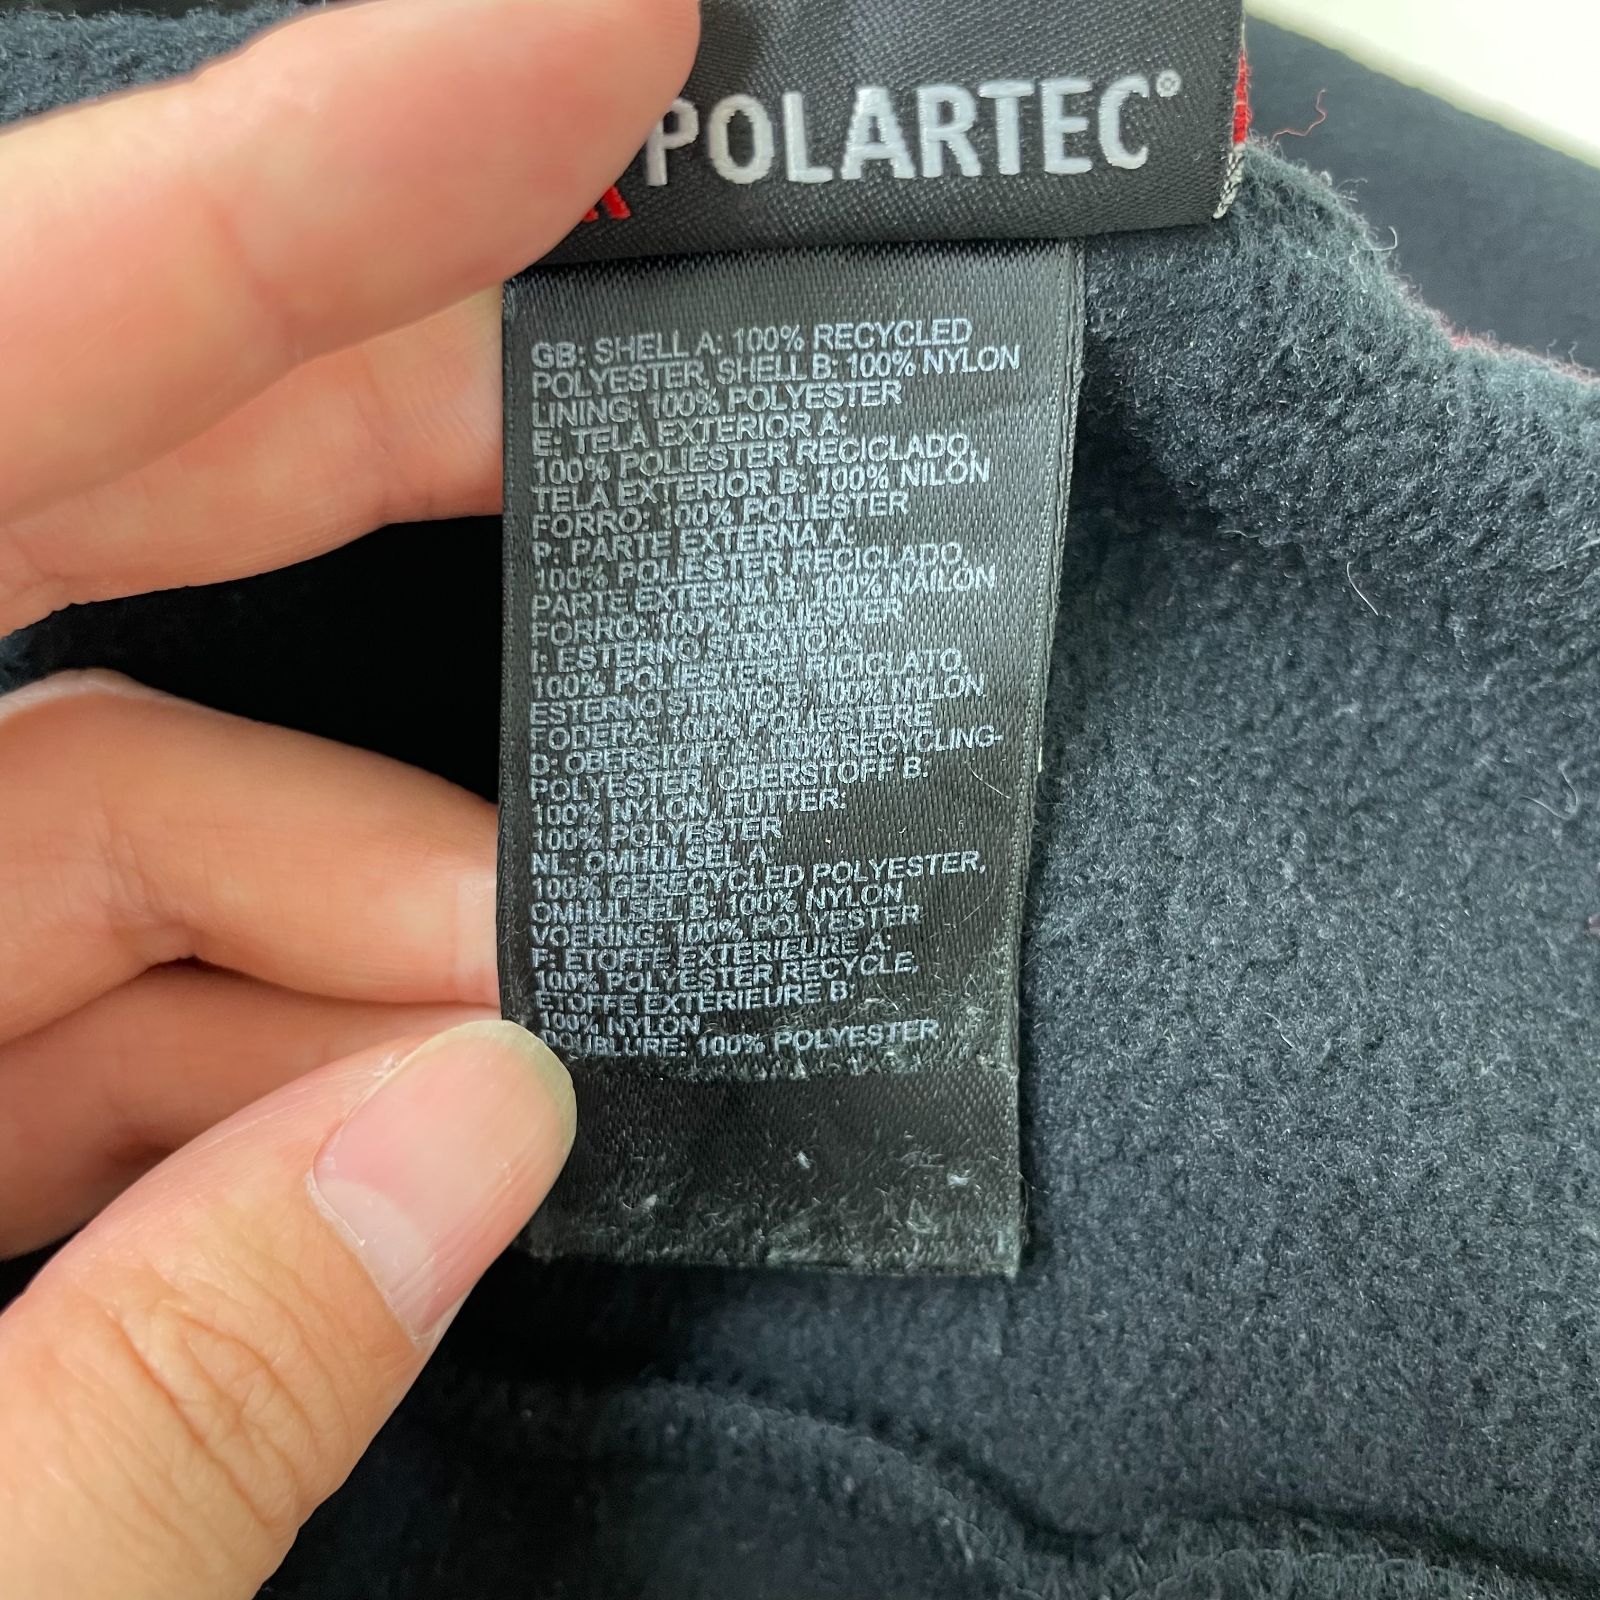 POLARTEC®
GB: SHELL A: 100% RECYCLED
POLYESTER, SHELL B: 100% NYLON
LINING: 100% POLYESTER
E: TELA EXTERIOR A:
100% POLIESTER RECICLADO,
TELA EXTERIOR B: 100% NILON
FORRO: 100% POLIESTER
P: PARTE EXTERNA A:
100% POLIESTER RECICLADO,
PARTE EXTERNA B: 100% NAILON
FORRO: 100% POLIESTER
I: ESTERNO STRATO A:
100% POLIESTERE RICICLATO,
ESTERNO STRATO B: 100% NYLON
FODERA: 100% POLIESTERE
D: OBERSTOFF A: 100% RECYCLING-
POLYESTER, OBERSTOFF B:
100% NYLON, FUTTER:
100% POLYESTER
NL: OMHULSEL A:
100% GERECYCLED POLYESTER,
OMHULSEL B: 100% NYLON
VOERING: 100% POLYESTER
F: ETOFFE EXTERIEURE A:
100% POLYESTER RECYCLE,
ETOFFE EXTERIEURE B:
100% NYLON
DOUBLURE: 100% POLYESTER